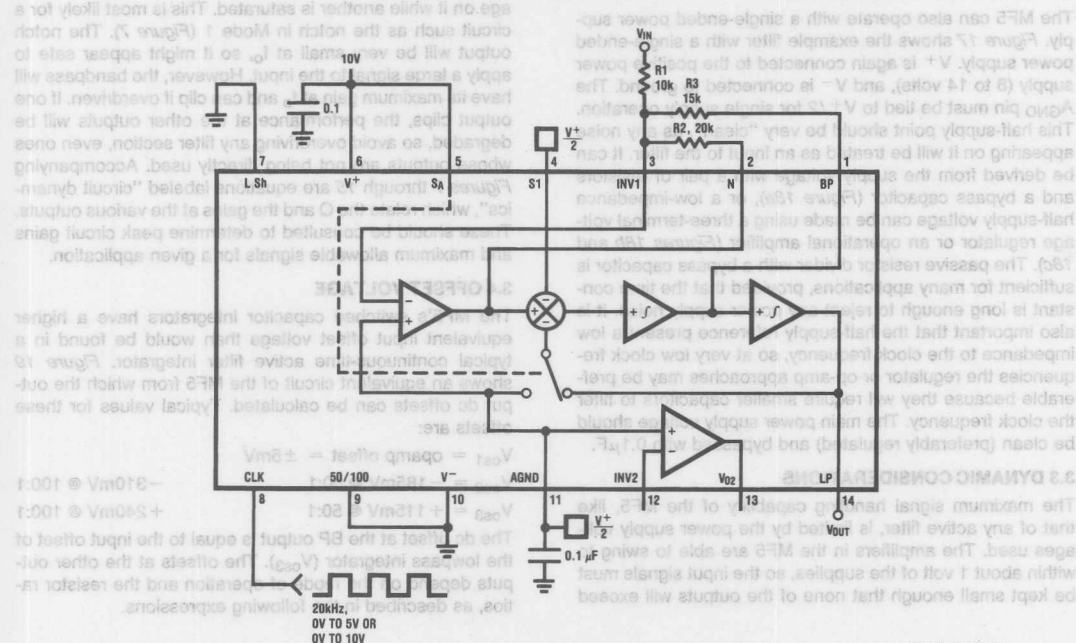 V_IN
10V
R1
10k
R3
15k
R2, 20k
V+
2
7
6
5
4
3
2
1
L Sh
V+
S_A
S1
INV1
N
BP
−
+
−
−
+
+
+
+
−
CLK
50/100
V−
AGND
INV2
V_O2
LP
8
9
10
11
12
13
14
V_OUT
V+
2
0.1 μF
20kHz,
0V TO 5V OR
0V TO 10V
The MF5 can also operate with a single-ended power sup-
ply. Figure 17 shows the example filter with a single-ended
power supply. V+ is again connected to the positive power
supply (8 to 14 volts), and V− is connected to ground. The
A_GND pin must be tied to V+/2 for single supply operation.
This half-supply point should be very "clean", as any noise
appearing on it will be treated as an input to the filter. It can
be derived from the supply voltage with a pair of resistors
and a bypass capacitor (Figure 18a), or a low-impedance
half-supply voltage can be made using a three-terminal volt-
age regulator or an operational amplifier (Figures 18b and
18c). The passive resistor divider with a bypass capacitor is
sufficient for many applications, provided that the time con-
stant is long enough to reject any power supply noise. It is
also important that the half-supply reference present a low
impedance to the clock frequency, so at very low clock fre-
quencies the regulator or op-amp approaches may be pref-
erable because they will require smaller capacitors to filter
the clock frequency. The main power supply voltage should
be clean (preferably regulated) and bypassed with 0.1μF.
3.3 DYNAMIC CONSIDERATIONS
The maximum signal handling capability of the MF5, like
that of any active filter, is limited by the power supply volt-
ages used. The amplifiers in the MF5 are able to swing to
within about 1 volt of the supplies, so the input signals must
be kept small enough that none of the outputs will exceed
age on it while another is saturated. This is most likely for a
circuit such as the notch in Mode 1 (Figure 7). The notch
output will be very small at f_o, so it might appear safe to
apply a large signal to the input. However, the bandpass will
have its maximum gain at f_o and can clip if overdriven. If one
output clips, the performance at the other outputs will be
degraded, so avoid overdriving any filter section, even ones
whose outputs are not being directly used. Accompanying
Figures through 15 are equations labeled "circuit dynam-
ics", which relate the Q and the gains at the various outputs.
These should be consulted to determine peak circuit gains
and maximum allowable signals for a given application.
3.4 OFFSET VOLTAGE
The MF5's switched capacitor integrators have a higher
equivalent input offset voltage than would be found in a
typical continuous-time active filter integrator. Figure 19
shows an equivalent circuit of the MF5 from which the out-
put dc offsets can be calculated. Typical values for these
offsets are:
V_os1 = opamp offset = ±5mV
V_os2 = −185mV @ 50:1 −310mV @ 100:1
V_os3 = +115mV @ 50:1 +240mV @ 100:1
The dc offset at the BP output is equal to the input offset of
the lowpass integrator (V_os3). The offsets at the other out-
puts depend on the mode of operation and the resistor ra-
tios, as described in the following expressions.